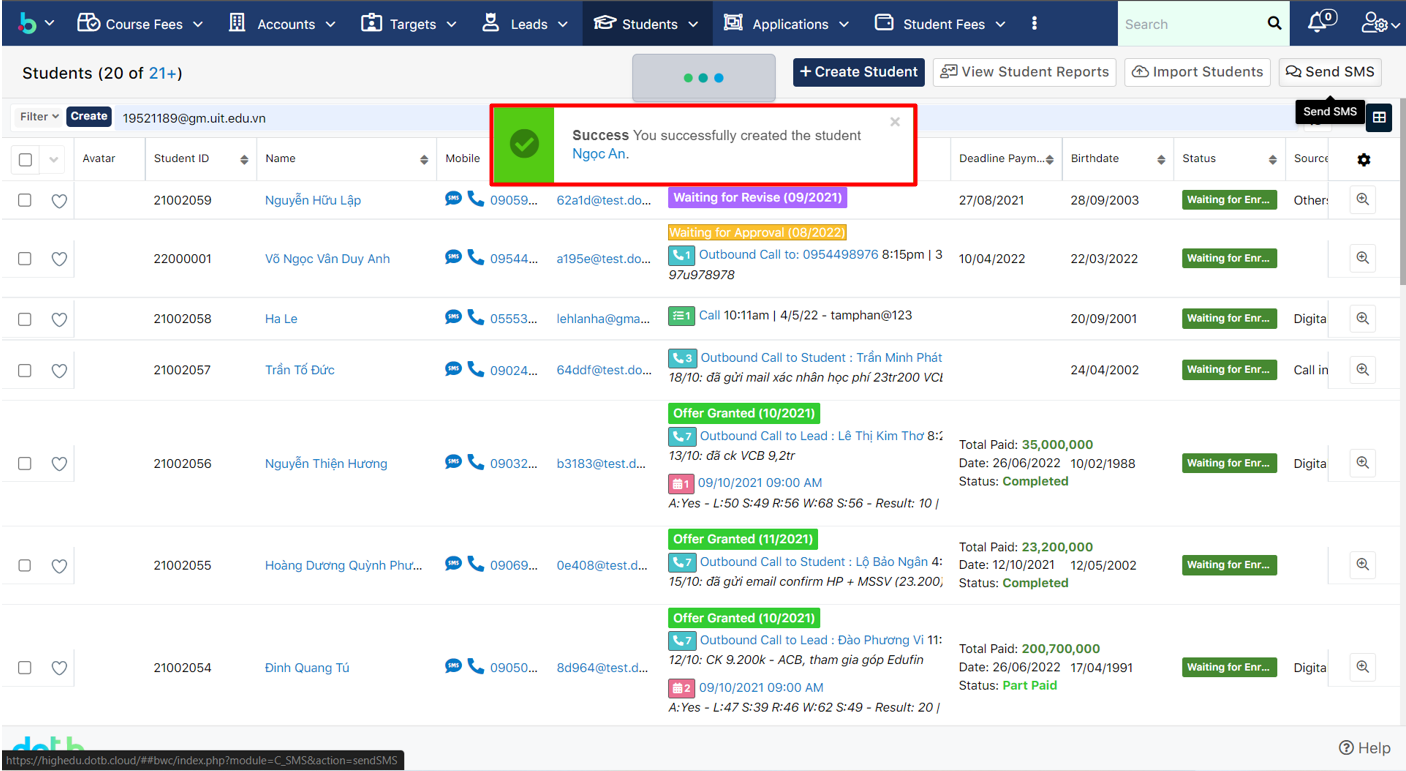 Course Fees Accounts Targets Leads Students Applications Student Fees Search 0
Students (20 of 21+)
+ Create Student View Student Reports Import Students Send SMS
Send SMS
Filter Create 19521189@gm.uit.edu.vn
Success You successfully created the student
Ngọc An.
Avatar Student ID Name Mobile Deadline Paym... Birthdate Status Source
21002059 Nguyễn Hữu Lập SMS 09059... 62a1d@test.do... Waiting for Revise (09/2021) 27/08/2021 28/09/2003 Waiting for Enr... Others
Waiting for Approval (08/2022)
22000001 Võ Ngọc Vân Duy Anh SMS 09544... a195e@test.do... 1 Outbound Call to: 0954498976 8:15pm | 3 10/04/2022 22/03/2022 Waiting for Enr...
97u978978
21002058 Ha Le SMS 05553... lehlanha@gma... 1 Call 10:11am | 4/5/22 - tamphan@123 20/09/2001 Waiting for Enr... Digita
3 Outbound Call to Student : Trần Minh Phát
21002057 Trần Tố Đức SMS 09024... 64ddf@test.do... 18/10: đã gửi mail xác nhận học phí 23tr200 VCB 24/04/2002 Waiting for Enr... Call in
Offer Granted (10/2021)
7 Outbound Call to Lead : Lê Thị Kim Thơ 8:2
13/10: đã ck VCB 9,2tr
21002056 Nguyễn Thiện Hương SMS 09032... b3183@test.d... Total Paid: 35,000,000
Date: 26/06/2022 10/02/1988 Waiting for Enr... Digita
Status: Completed
1 09/10/2021 09:00 AM
A:Yes - L:50 S:49 R:56 W:68 S:56 - Result: 10 |
Offer Granted (11/2021)
7 Outbound Call to Student : Lộ Bảo Ngân 4:
15/10: đã gửi email confirm HP + MSSV (23.200)
21002055 Hoàng Dương Quỳnh Phư... SMS 09069... 0e408@test.d... Total Paid: 23,200,000
Date: 12/10/2021 12/05/2002 Waiting for Enr...
Status: Completed
Offer Granted (10/2021)
7 Outbound Call to Lead : Đào Phương Vi 11:
12/10: CK 9.200k - ACB, tham gia góp Edufin
21002054 Đinh Quang Tú SMS 09050... 8d964@test.d... Total Paid: 200,700,000
Date: 26/06/2022 17/04/1991 Waiting for Enr... Digita
Status: Part Paid
2 09/10/2021 09:00 AM
A:Yes - L:47 S:39 R:46 W:62 S:49 - Result: 20 |
Help
https://highedu.dotb.cloud/##bwc/index.php?module=C_SMS&action=sendSMS